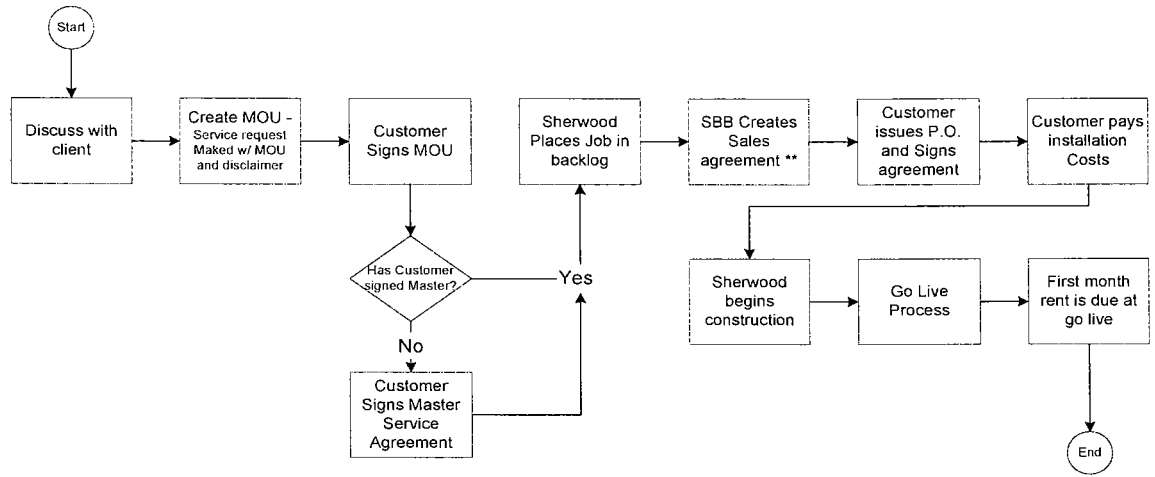 Start
Discuss with
client
Create MOU -
Service request
Maked w/ MOU
and disclaimer
Customer
Signs MOU
Has Customer
signed Master?
No
Customer
Signs Master
Service
Agreement
Yes
Sherwood
Places Job in
backlog
SBB Creates
Sales
agreement **
Customer
issues P.O.
and Signs
agreement
Customer pays
installation
Costs
Sherwood
begins
construction
Go Live
Process
First month
rent is due at
go live
End